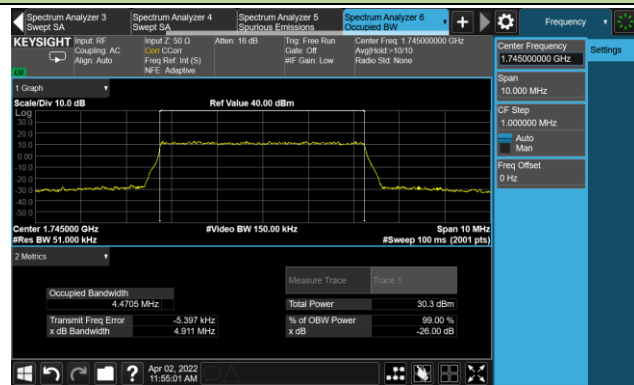 Spectrum Analyzer 3
Swept SA
Spectrum Analyzer 4
Swept SA
Spectrum Analyzer 5
Spurious Emissions
Spectrum Analyzer 6
Occupied BW
Frequency
KEYSIGHT
Input: RF
Coupling: AC
Align: Auto
Input Z: 50 Ω
Corr CCorr
Freq Ref: Int (S)
NFE: Adaptive
Atten: 16 dB
Trig: Free Run
Gate: Off
#IF Gain: Low
Center Freq: 1.745000000 GHz
Avg|Hold:>10/10
Radio Std: None
Center Frequency
1.745000000 GHz
Settings
Span
10.000 MHz
CF Step
1.000000 MHz
Auto
Man
Freq Offset
0 Hz
1 Graph
Scale/Div 10.0 dB
Ref Value 40.00 dBm
Log
30.0
20.0
10.0
0.00
-10.0
-20.0
-30.0
-40.0
-50.0
Center 1.745000 GHz
#Res BW 51.000 kHz
#Video BW 150.00 kHz
Span 10 MHz
#Sweep 100 ms (2001 pts)
2 Metrics
Measure Trace
Trace 1
Occupied Bandwidth
4.4705 MHz
Total Power
30.3 dBm
Transmit Freq Error
-5.397 kHz
% of OBW Power
99.00 %
x dB Bandwidth
4.911 MHz
x dB
-26.00 dB
Apr 02, 2022
11:55:01 AM